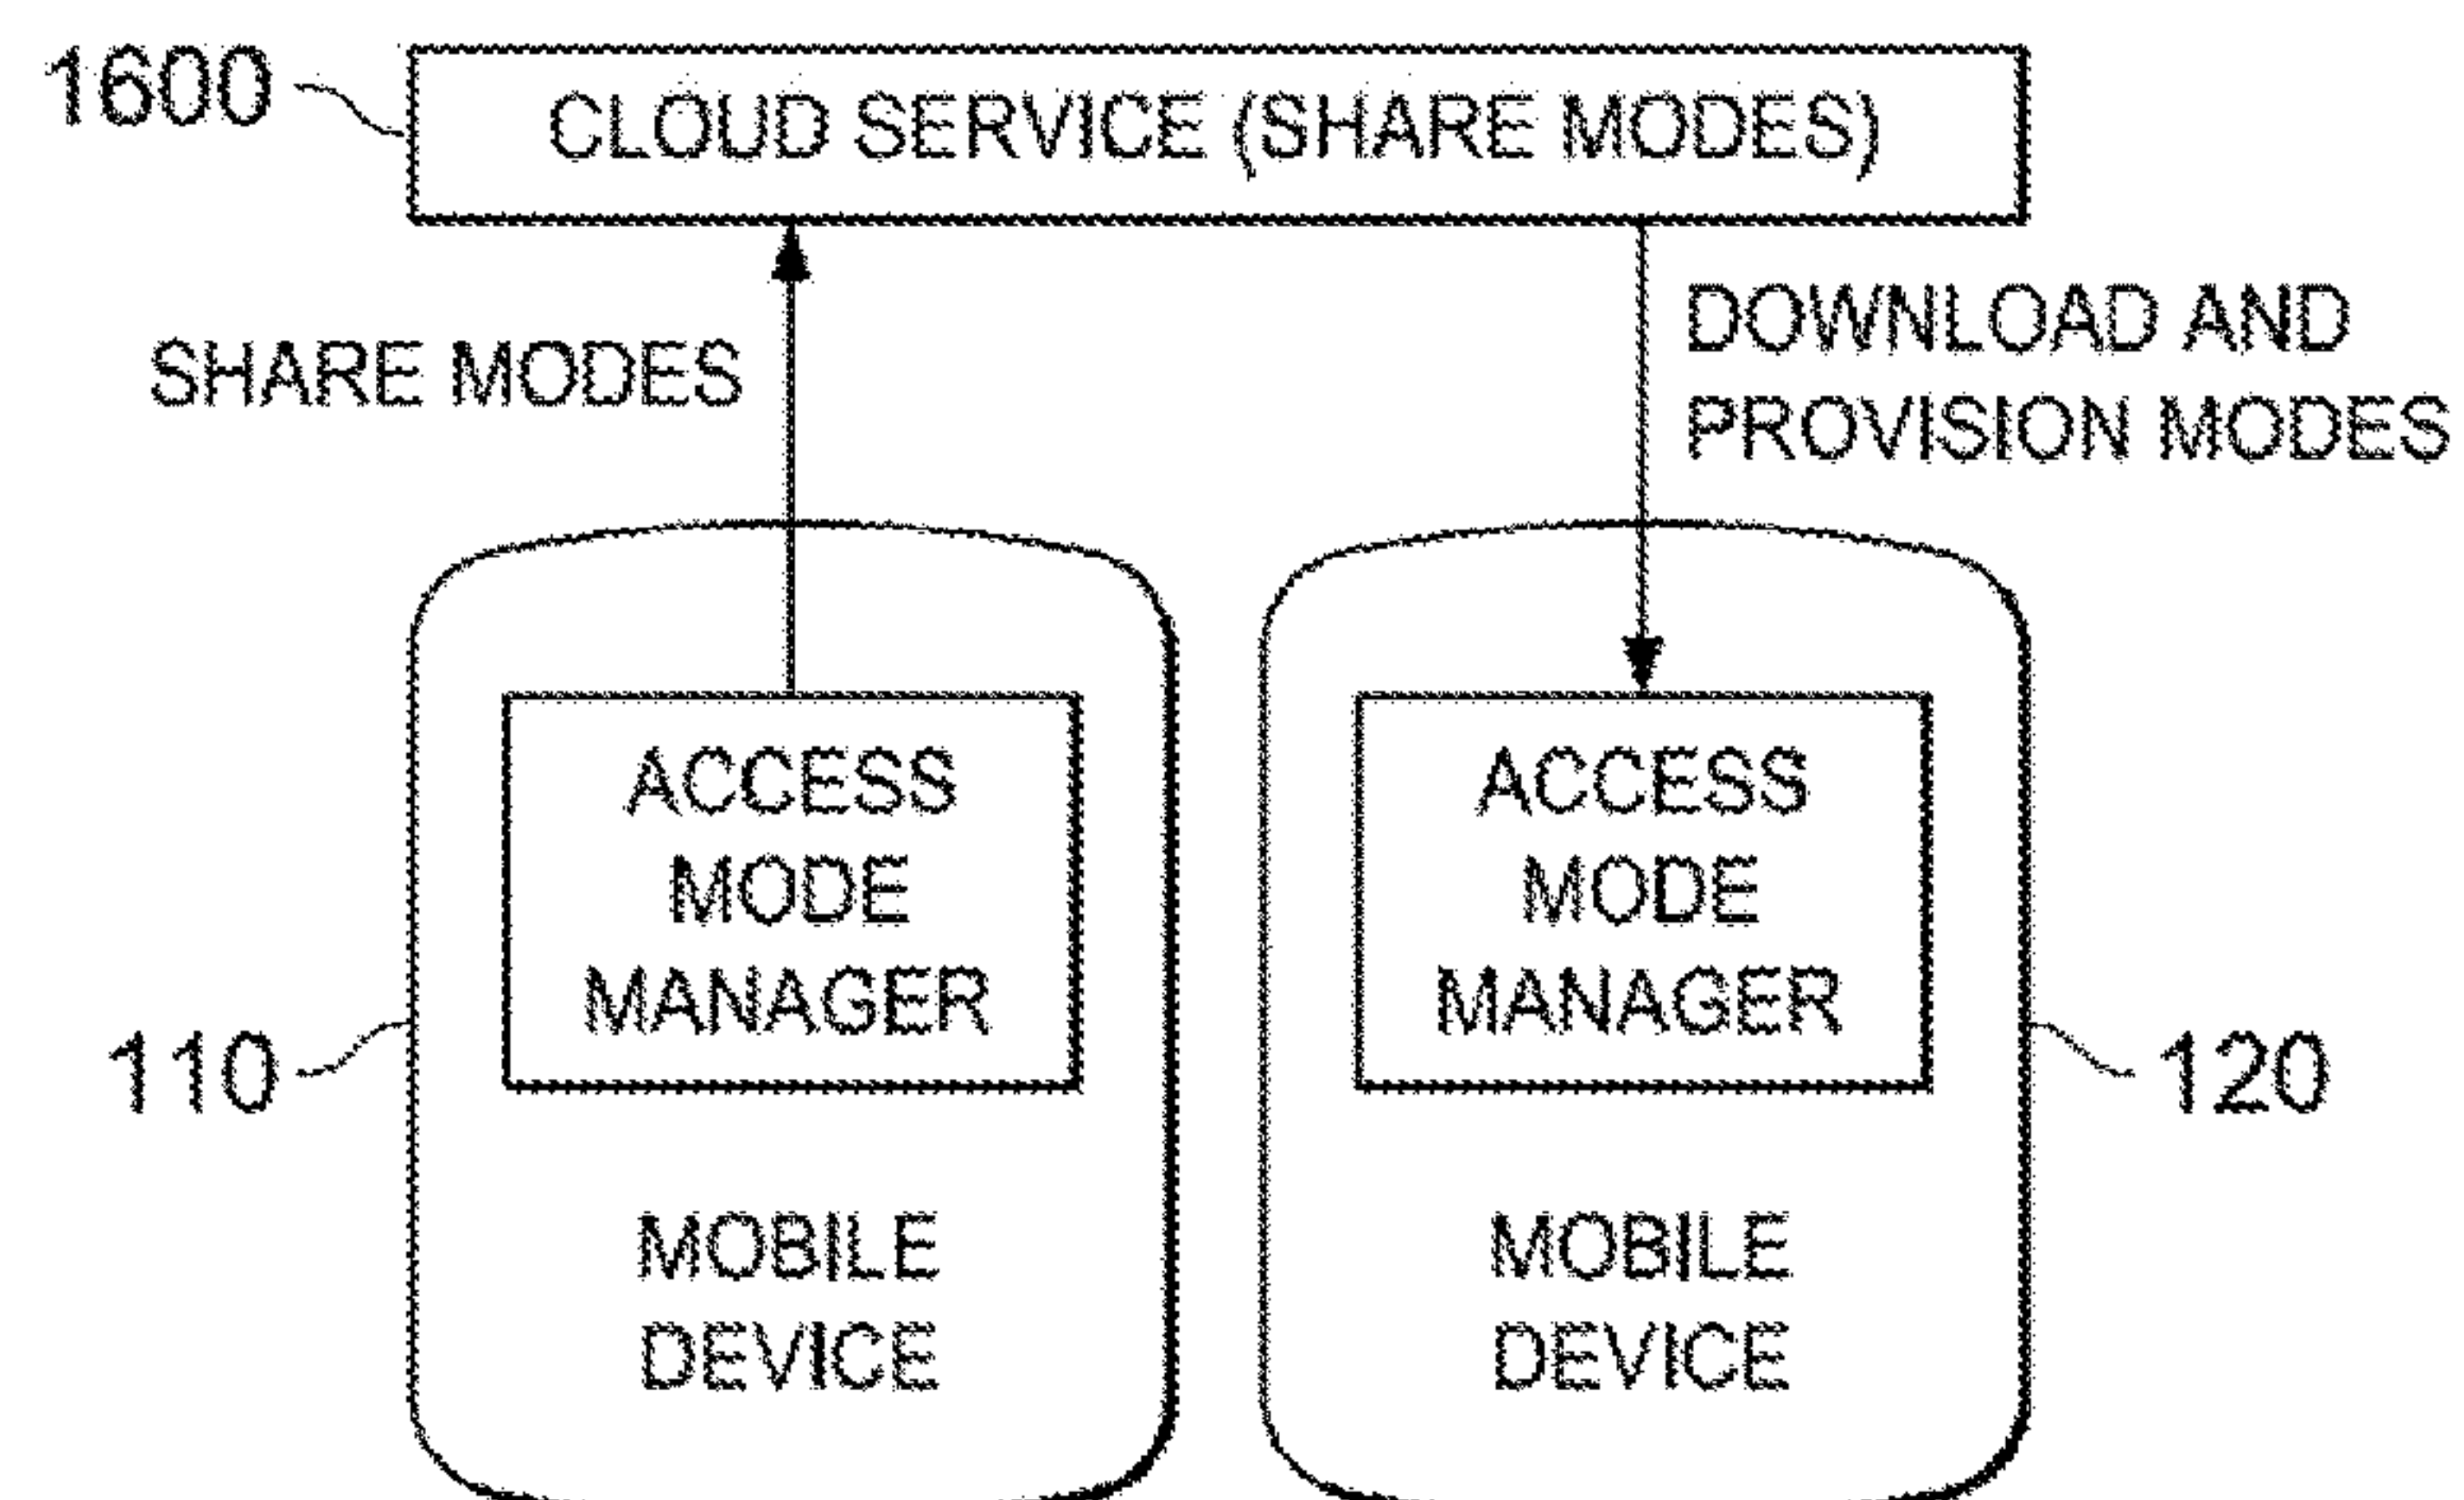 1600
CLOUD SERVICE (SHARE MODES)
SHARE MODES
DOWNLOAD AND
PROVISION MODES
ACCESS
MODE
MANAGER
MOBILE
DEVICE
110
ACCESS
MODE
MANAGER
MOBILE
DEVICE
120